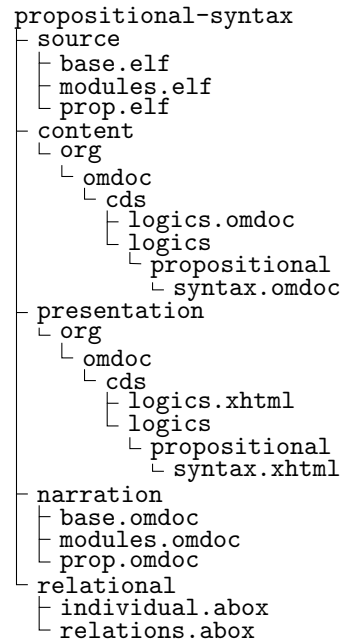 propositional-syntax
source
base.elf
modules.elf
prop.elf
content
org
omdoc
cds
logics.omdoc
logics
propositional
syntax.omdoc
presentation
org
omdoc
cds
logics.xhtml
logics
propositional
syntax.xhtml
narration
base.omdoc
modules.omdoc
prop.omdoc
relational
individual.abox
relations.abox